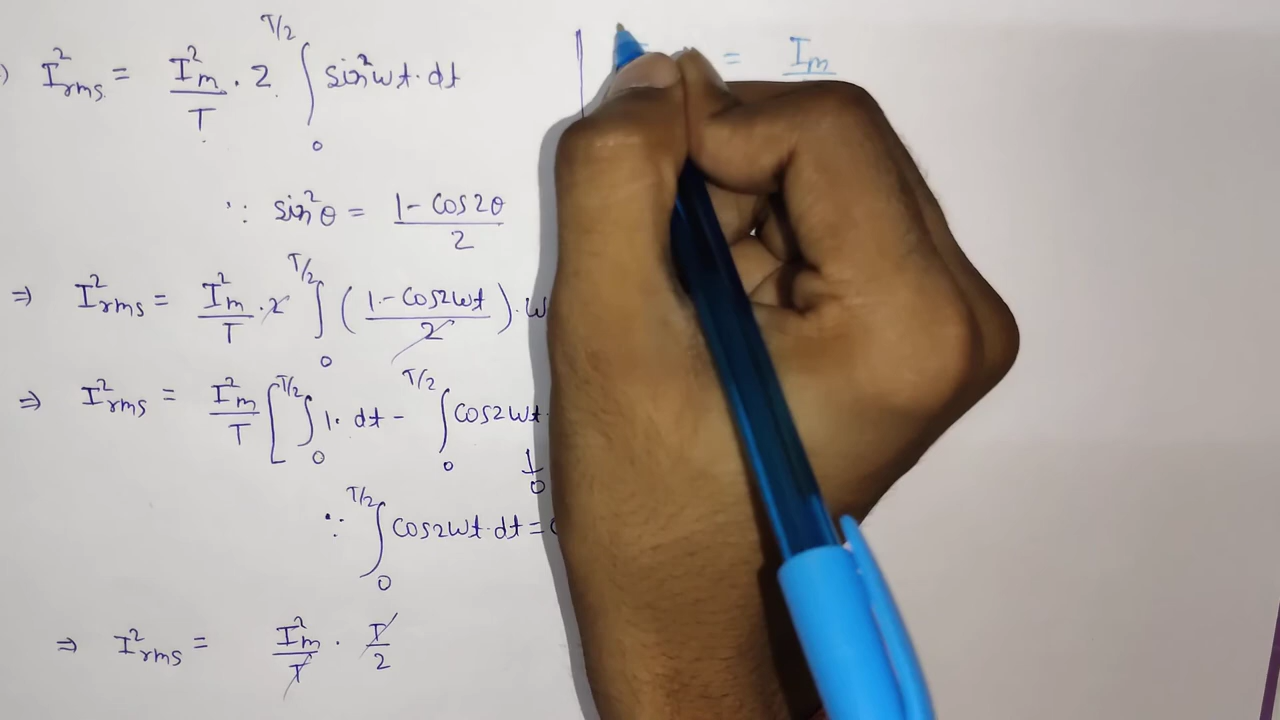 I²rms = I²m/T · 2 ∫₀^T/2 sin²ωt · dt
∵ sin²θ = 1 - cos2θ/2
⇒ I²rms = I²m/T · 2 ∫₀^T/2 (1 - cos2ωt/2) · ω
⇒ I²rms = I²m/T [∫₀^T/2 1 · dt - ∫₀^T/2 cos2ωt
↓
0
∵ ∫₀^T/2 cos2ωt · dt =
⇒ I²rms = I²m/T · T/2
= Im